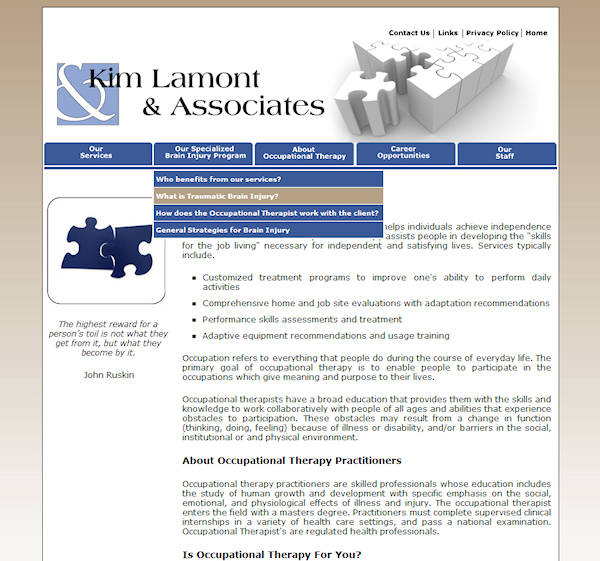 Contact Us | Links | Privacy Policy | Home
&
Kim Lamont
& Associates
Our
Services
Our Specialized
Brain Injury Program
About
Occupational Therapy
Career
Opportunities
Our
Staff
Who benefits from our services?
What is Traumatic Brain Injury?
How does the Occupational Therapist work with the client?
General Strategies for Brain Injury
helps individuals achieve independence
assists people in developing the "skills
for the job living" necessary for independent and satisfying lives. Services typically
include.
Customized treatment programs to improve one's ability to perform daily
activities
Comprehensive home and job site evaluations with adaptation recommendations
Performance skills assessments and treatment
Adaptive equipment recommendations and usage training
The highest reward for a
person's toil is not what they
get from it, but what they
become by it.
John Ruskin
Occupation refers to everything that people do during the course of everyday life. The
primary goal of occupational therapy is to enable people to participate in the
occupations which give meaning and purpose to their lives.
Occupational therapists have a broad education that provides them with the skills and
knowledge to work collaboratively with people of all ages and abilities that experience
obstacles to participation. These obstacles may result from a change in function
(thinking, doing, feeling) because of illness or disability, and/or barriers in the social,
institutional or and physical environment.
About Occupational Therapy Practitioners
Occupational therapy practitioners are skilled professionals whose education includes
the study of human growth and development with specific emphasis on the social,
emotional, and physiological effects of illness and injury. The occupational therapist
enters the field with a masters degree. Practitioners must complete supervised clinical
internships in a variety of health care settings, and pass a national examination.
Occupational Therapist's are regulated health professionals.
Is Occupational Therapy For You?